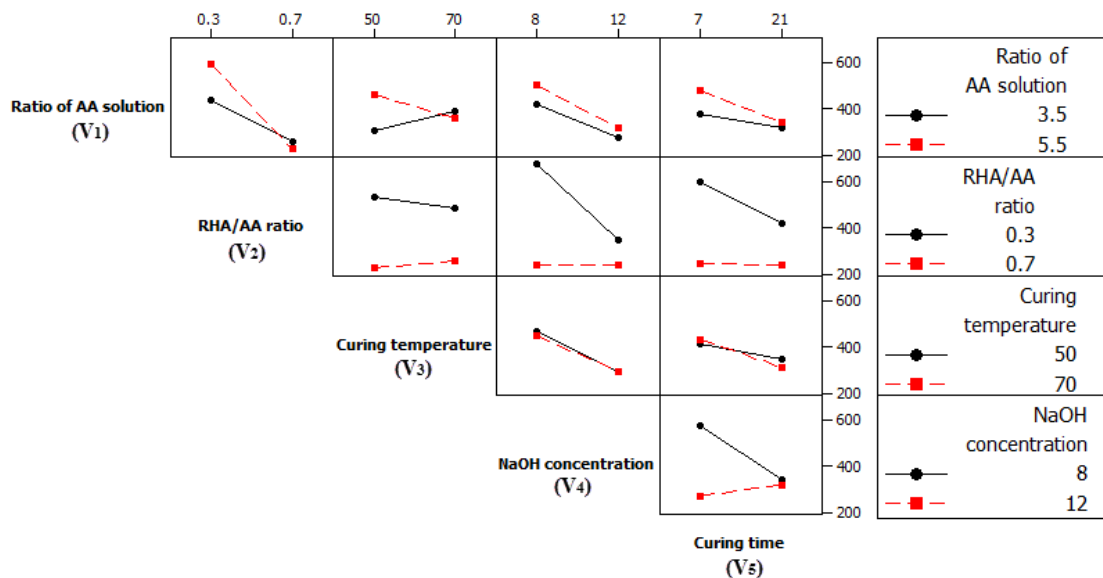 0.3 0.7 50 70 8 12 7 21
Ratio of AA solution
(V1)
600
400
200
Ratio of
AA solution
3.5
5.5
RHA/AA ratio
(V2)
600
400
200
RHA/AA
ratio
0.3
0.7
Curing temperature
(V3)
600
400
200
Curing
temperature
50
70
NaOH concentration
(V4)
600
400
200
NaOH
concentration
8
12
Curing time
(V5)